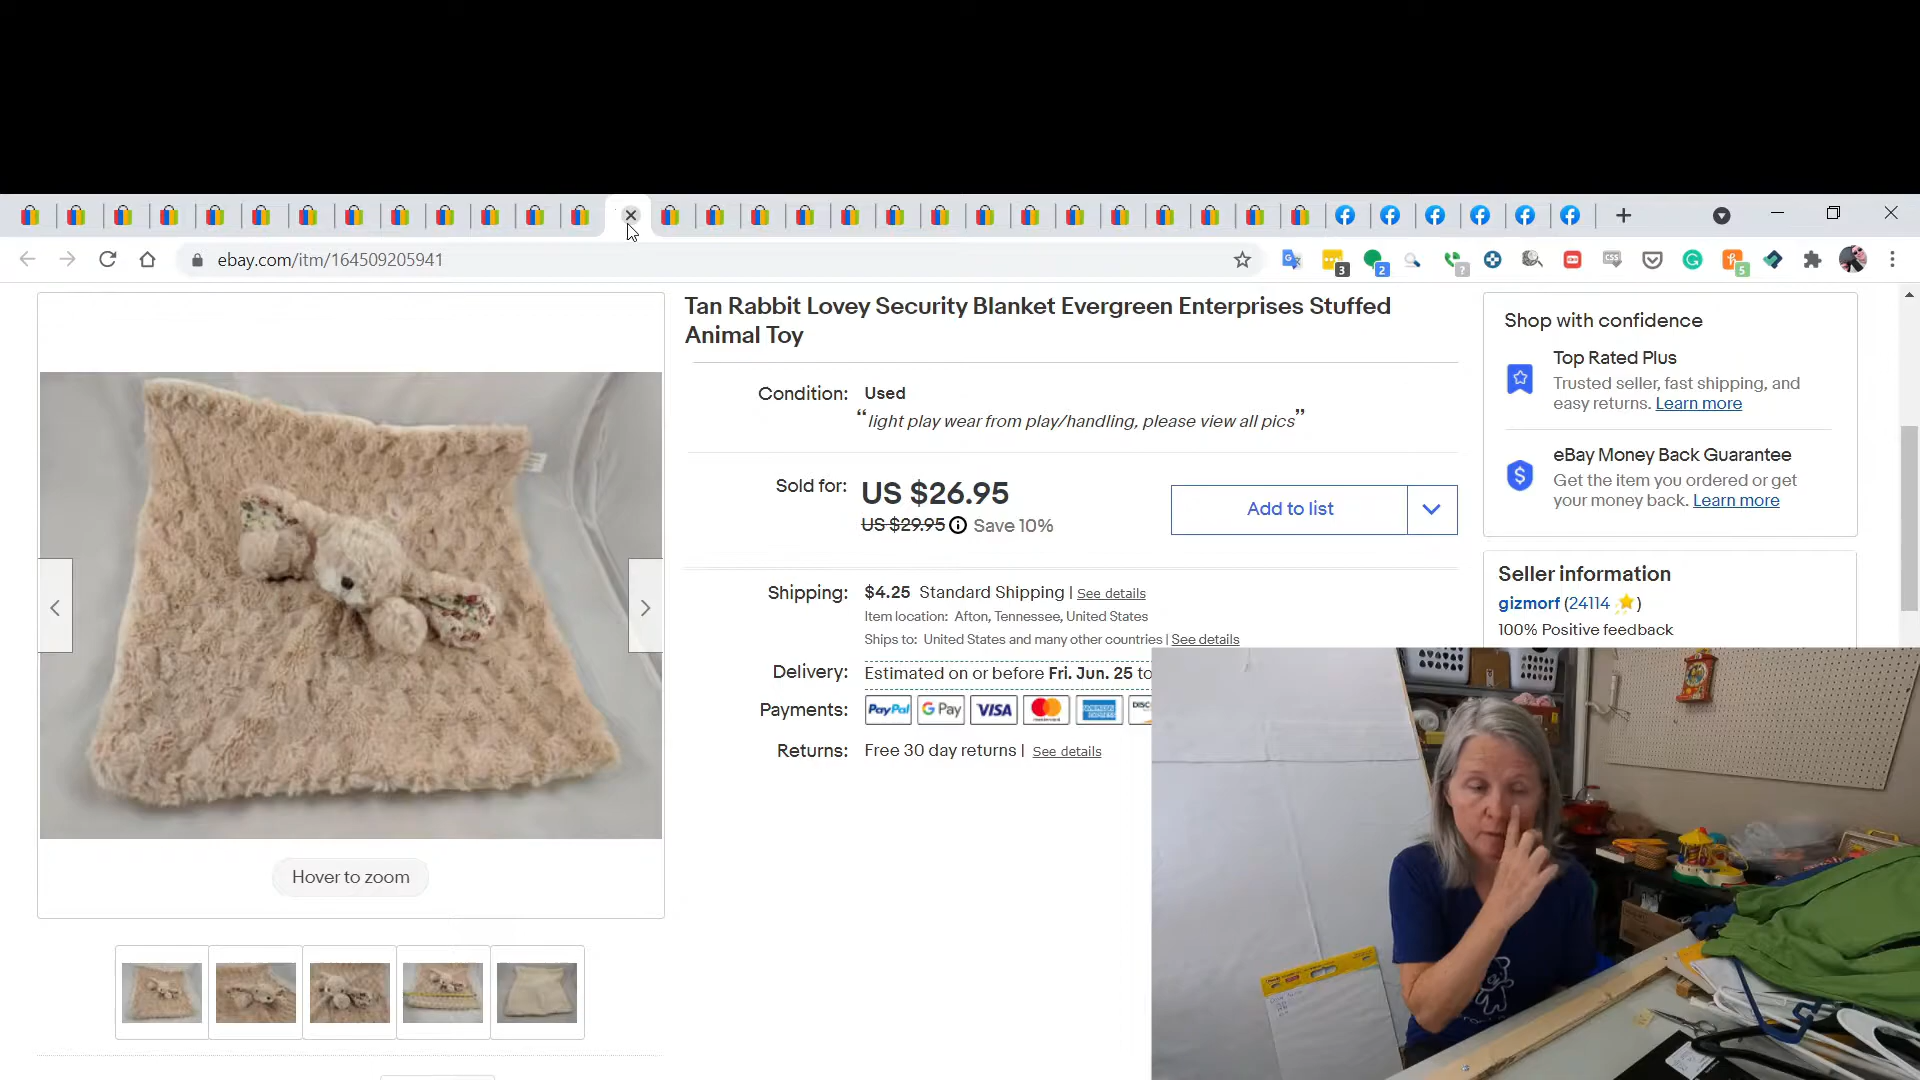 ebay.com/itm/164509205941
3
2
?
CSS
5
Tan Rabbit Lovey Security Blanket Evergreen Enterprises Stuffed
Animal Toy
Condition: Used
“light play wear from play/handling, please view all pics”
Sold for: US $26.95
US $29.95 Save 10%
Add to list
Shipping: $4.25 Standard Shipping | See details
Item location: Afton, Tennessee, United States
Ships to: United States and many other countries | See details
Delivery: Estimated on or before Fri. Jun. 25 to
Payments: PayPal G Pay VISA DISC
Returns: Free 30 day returns | See details
Hover to zoom
Shop with confidence
Top Rated Plus
Trusted seller, fast shipping, and
easy returns. Learn more
eBay Money Back Guarantee
Get the item you ordered or get
your money back. Learn more
Seller information
gizmorf (24114 )
100% Positive feedback